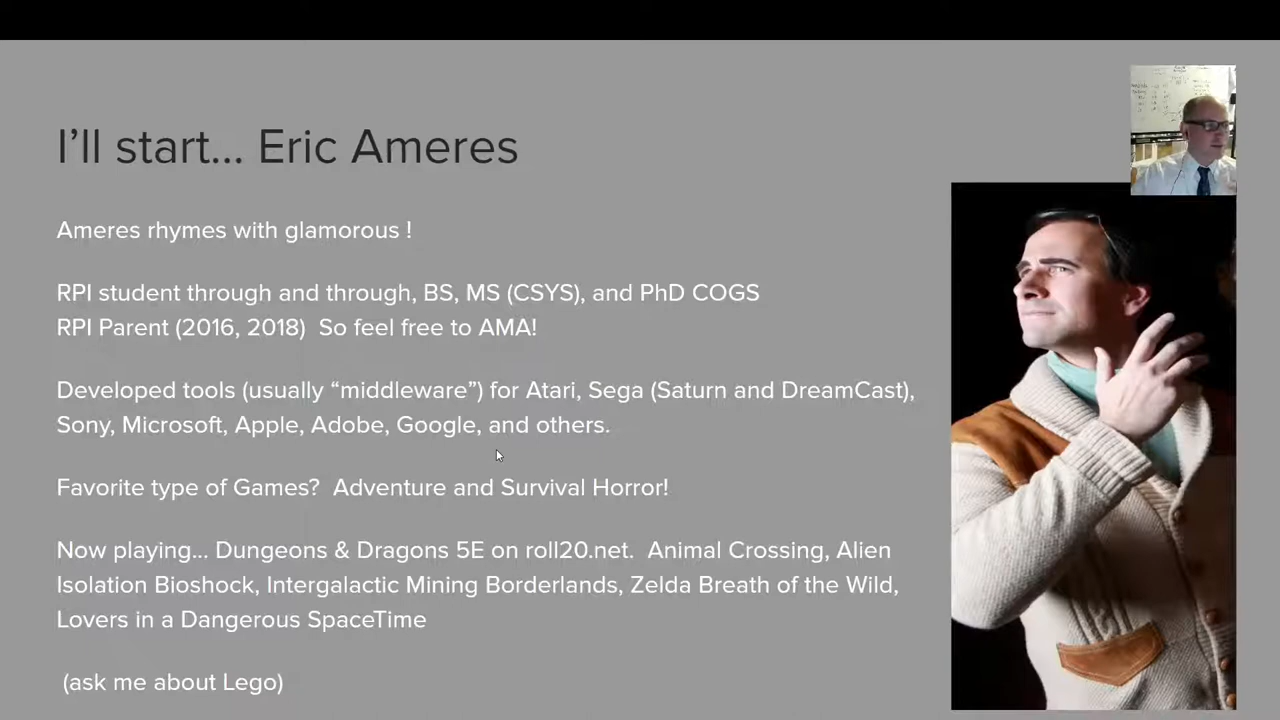 I’ll start... Eric Ameres
Ameres rhymes with glamorous !
RPI student through and through, BS, MS (CSYS), and PhD COGS
RPI Parent (2016, 2018)  So feel free to AMA!
Developed tools (usually “middleware”) for Atari, Sega (Saturn and DreamCast),
Sony, Microsoft, Apple, Adobe, Google, and others.
Favorite type of Games?  Adventure and Survival Horror!
Now playing... Dungeons & Dragons 5E on roll20.net.  Animal Crossing, Alien
Isolation Bioshock, Intergalactic Mining Borderlands, Zelda Breath of the Wild,
Lovers in a Dangerous SpaceTime
(ask me about Lego)